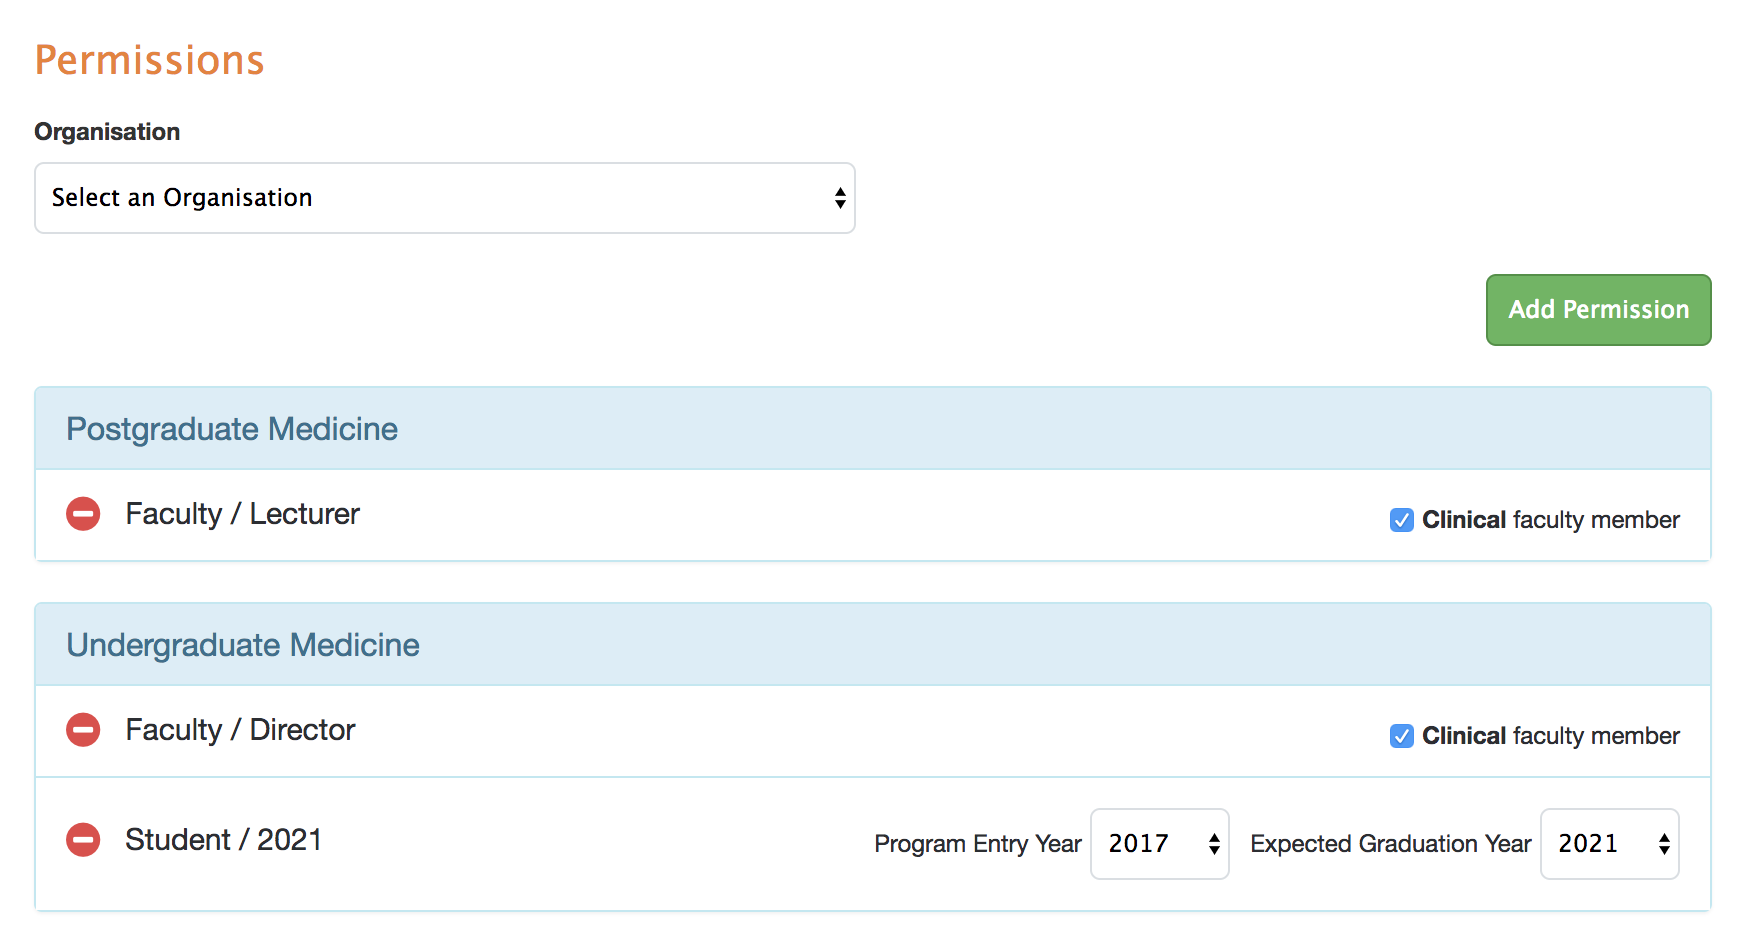 Permissions
Organisation
Select an Organisation
Add Permission
Postgraduate Medicine
Faculty / Lecturer
Clinical faculty member
Undergraduate Medicine
Faculty / Director
Clinical faculty member
Student / 2021
Program Entry Year 2017 Expected Graduation Year 2021